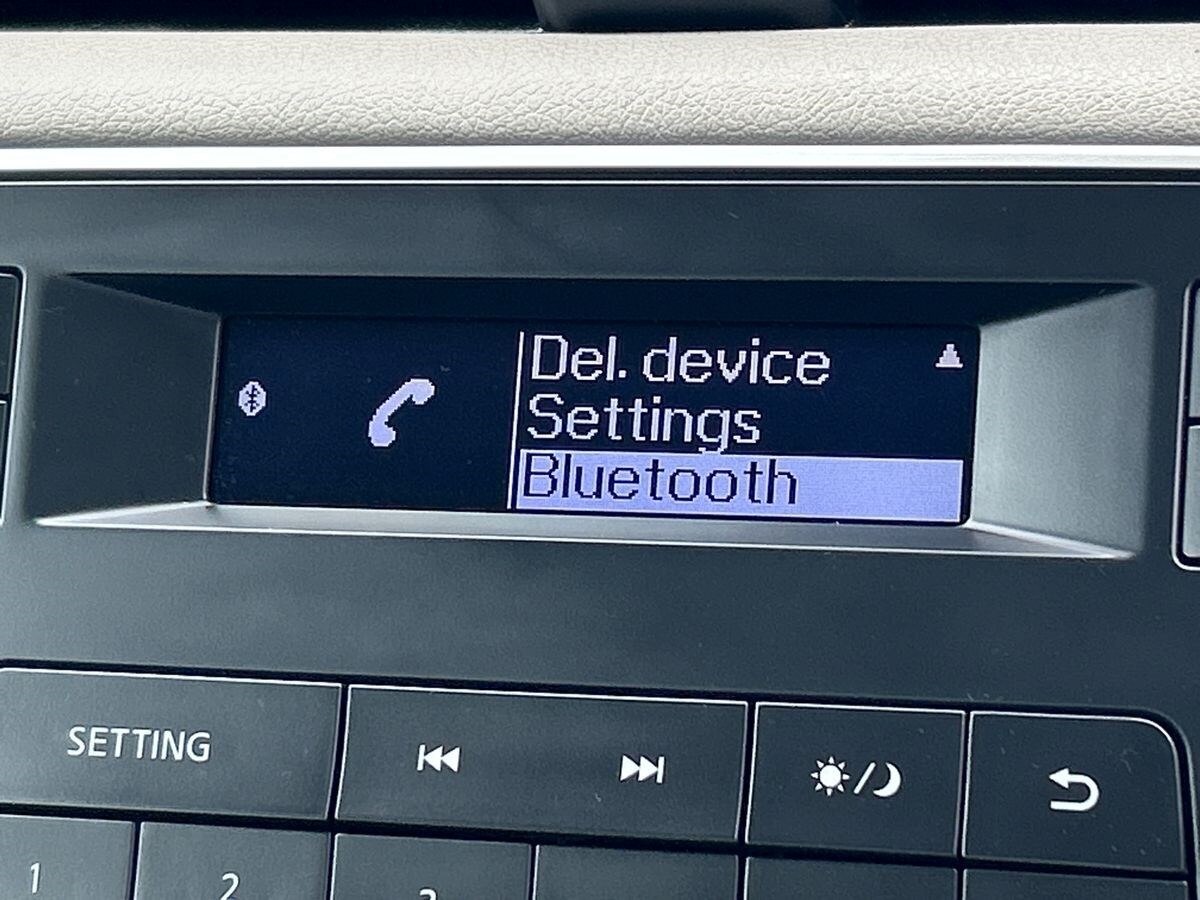 Del. device
Settings
Bluetooth
SETTING
1
2